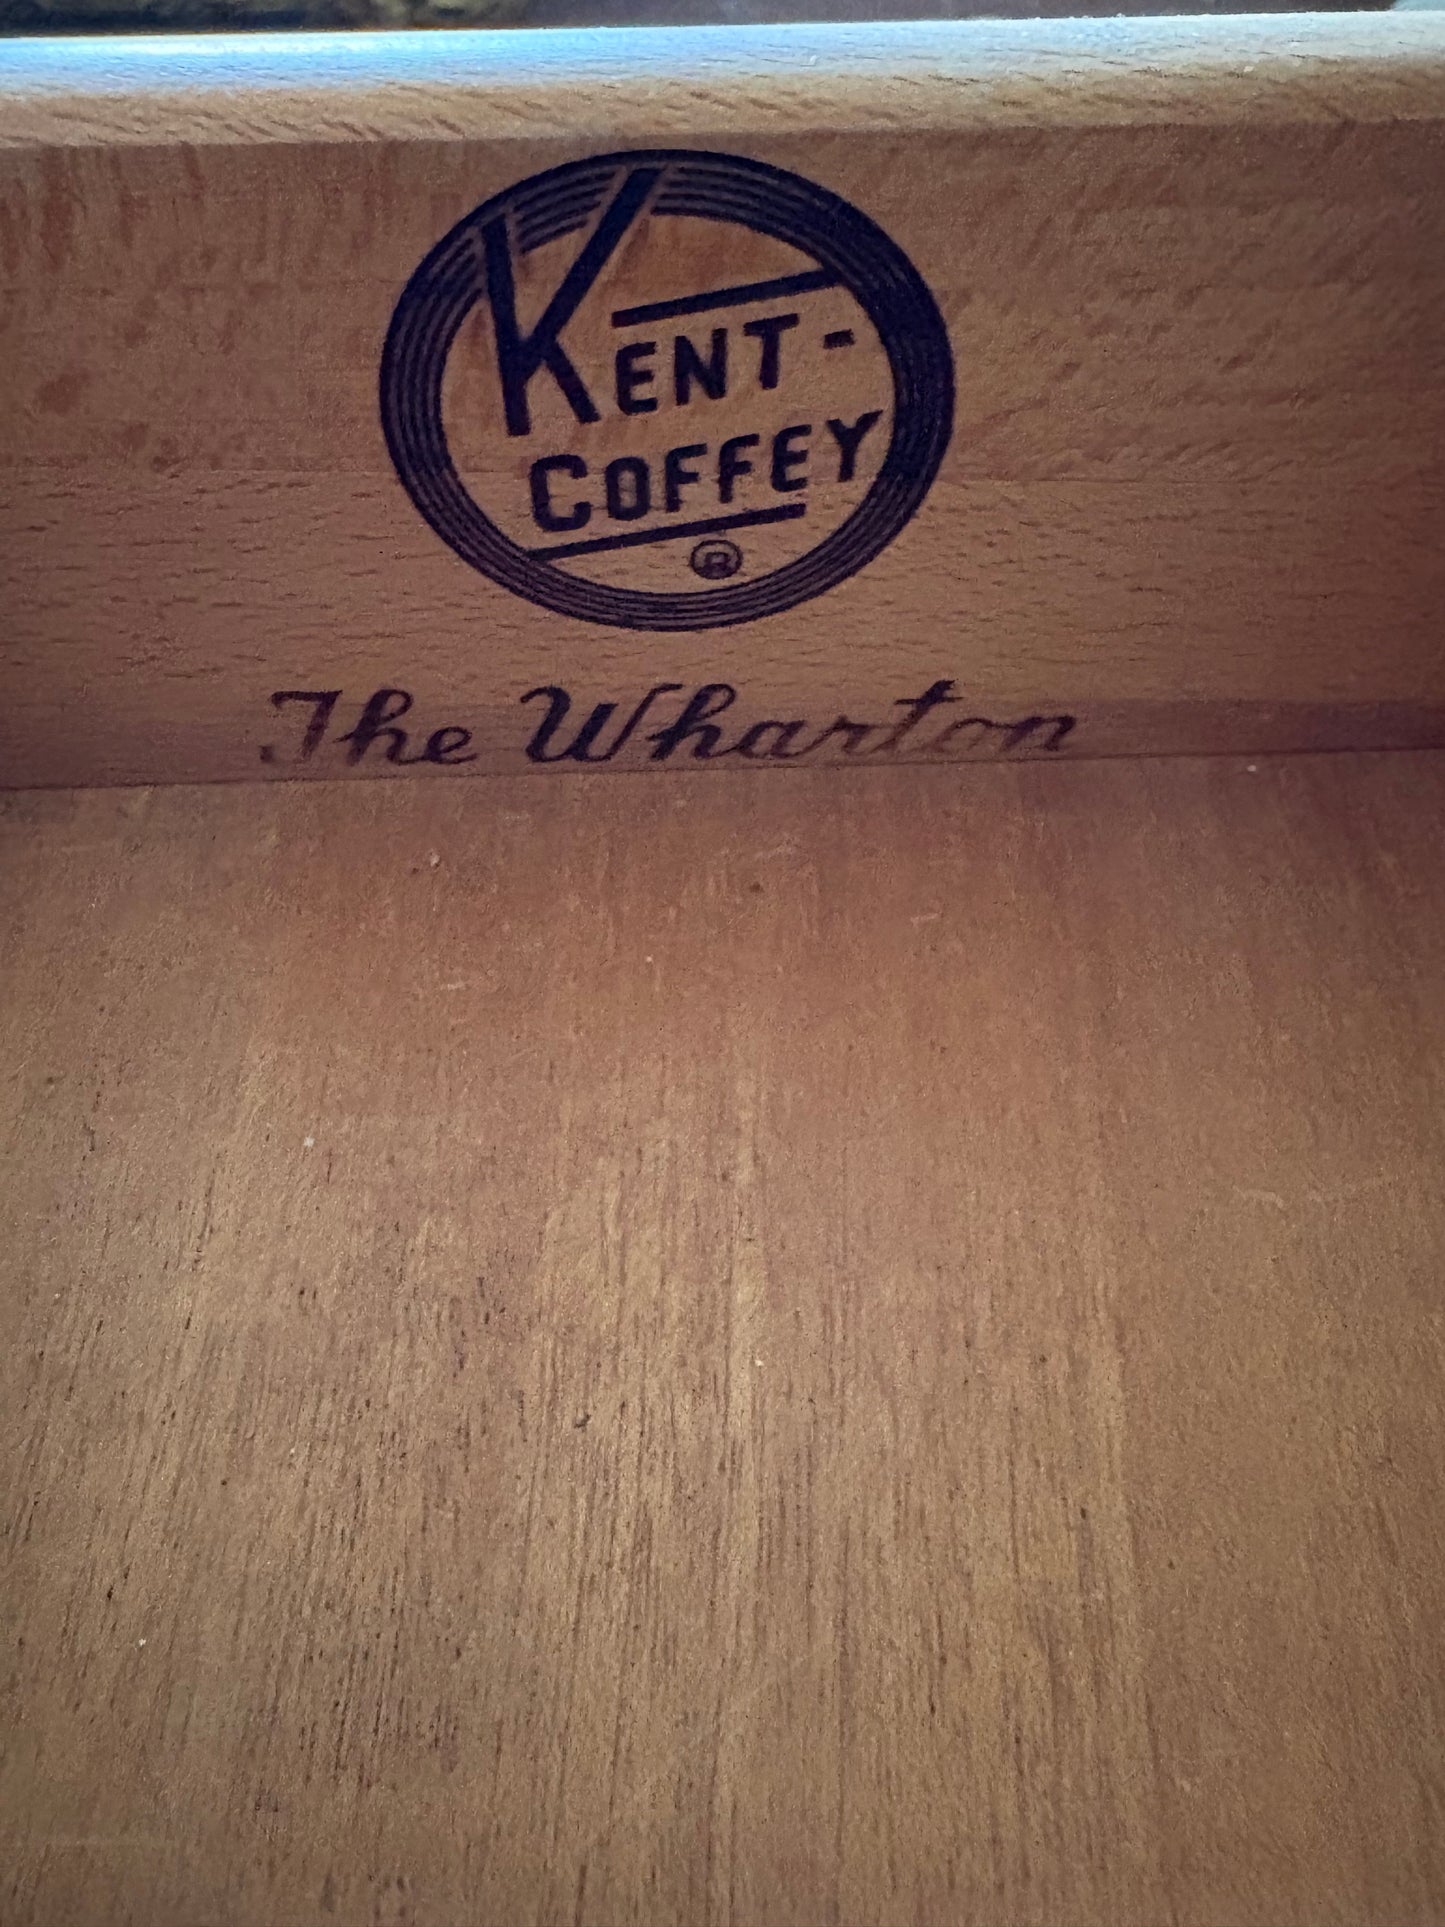 KENT-
COFFEY
®
The Wharton